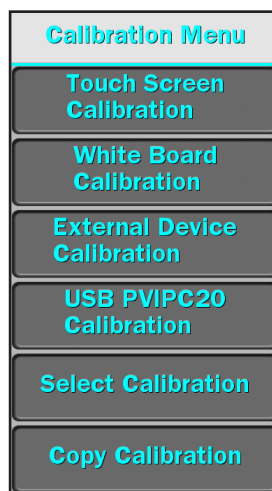 Calibration Menu
Touch Screen
Calibration
White Board
Calibration
External Device
Calibration
USB PVIPC20
Calibration
Select Calibration
Copy Calibration